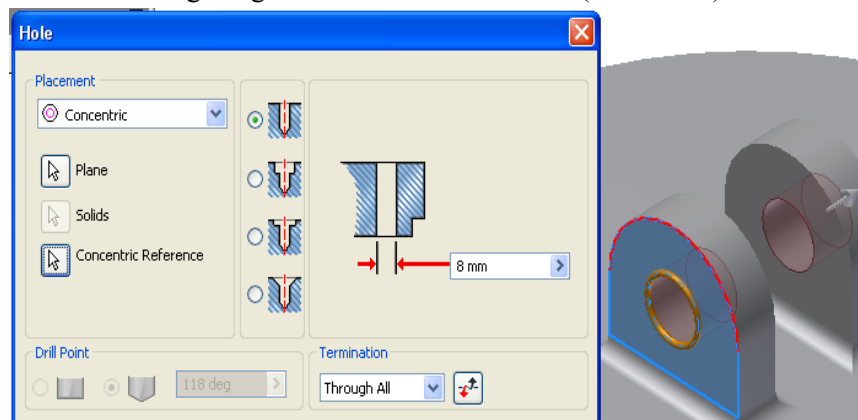 Hole
Placement
Concentric
Plane
Solids
Concentric Reference
8 mm
Drill Point
118 deg
Termination
Through All